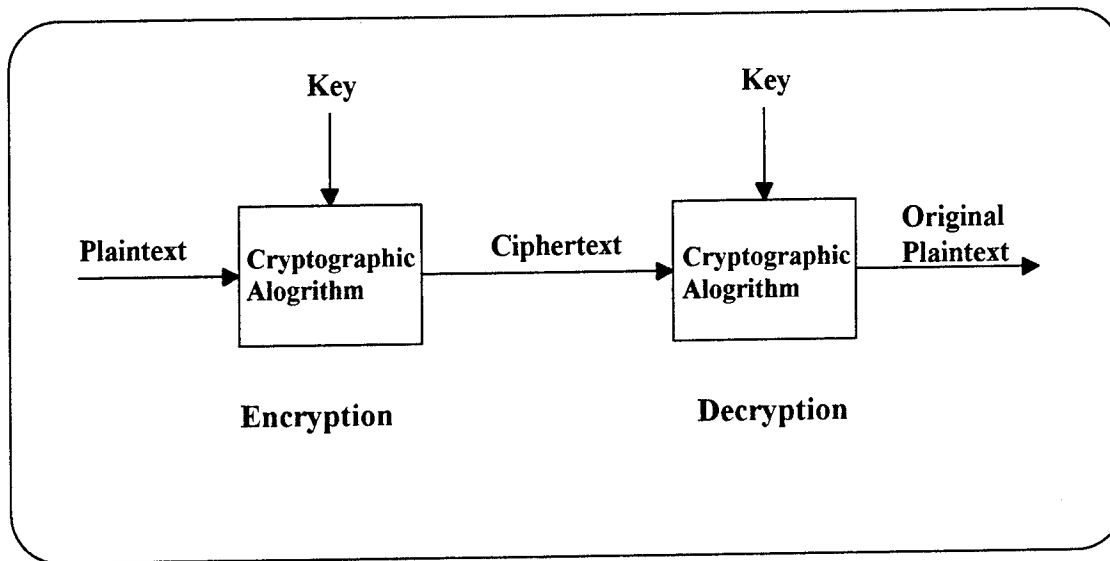 Key
Key
Plaintext
Cryptographic
Alogrithm
Ciphertext
Cryptographic
Alogrithm
Original
Plaintext
Encryption
Decryption